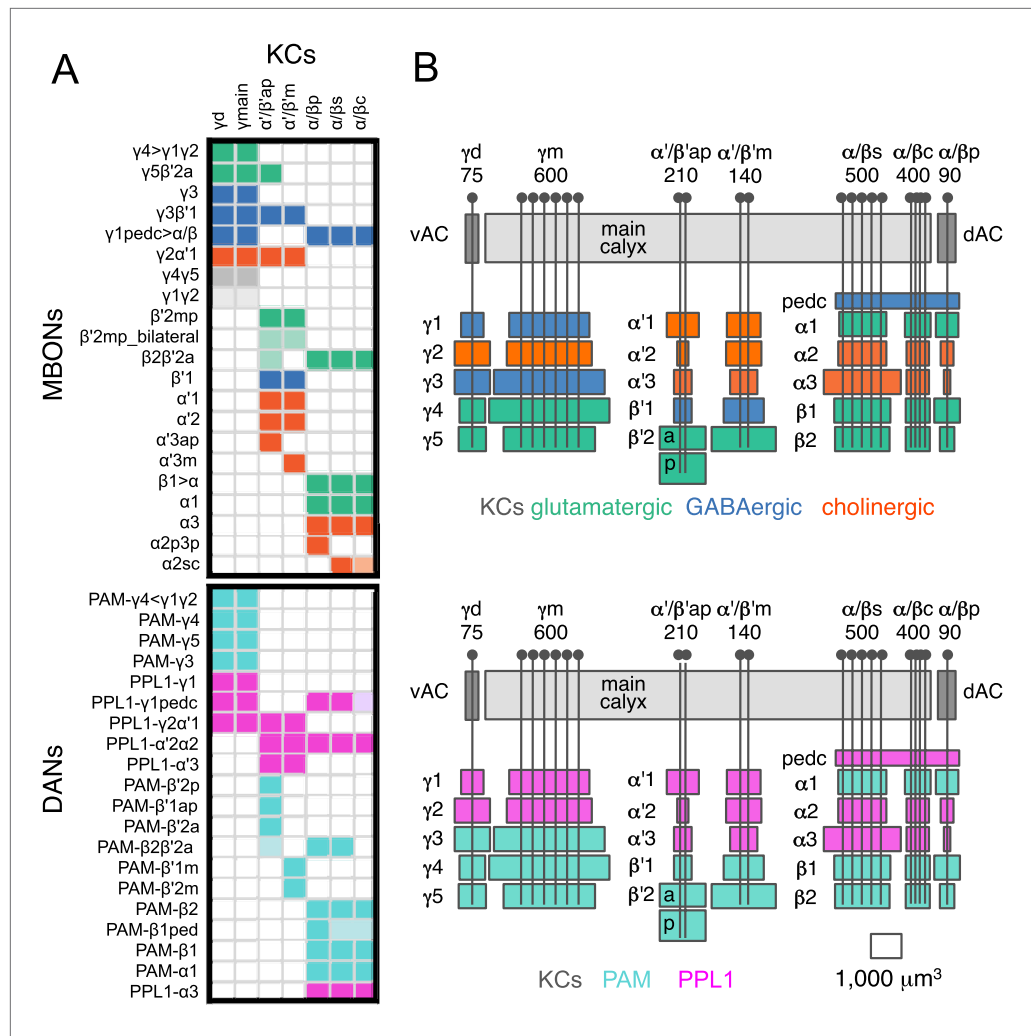 A
KCs
γd
γmain
α'/β'ap
α'/β'm
α/βp
α/βs
α/βc
MBONs
γ4>γ1γ2
γ5β'2a
γ3
γ3β'1
γ1pedc>α/β
γ2α'1
γ4γ5
γ1γ2
β'2mp
β'2mp_bilateral
β2β'2a
β'1
α'1
α'2
α'3ap
α'3m
β1>α
α1
α3
α2p3p
α2sc
DANs
PAM-γ4<γ1γ2
PAM-γ4
PAM-γ5
PAM-γ3
PPL1-γ1
PPL1-γ1pedc
PPL1-γ2α'1
PPL1-α'2α2
PPL1-α'3
PAM-β'2p
PAM-β'1ap
PAM-β'2a
PAM-β2β'2a
PAM-β'1m
PAM-β'2m
PAM-β2
PAM-β1ped
PAM-β1
PAM-α1
PPL1-α3
B
γd γm α'/β'ap α'/β'm α/βs α/βc α/βp
75 600 210 140 500 400 90
vAC main calyx dAC
pedc
γ1 α'1 α1
γ2 α'2 α2
γ3 α'3 α3
γ4 β'1 β1
γ5 β'2 a β2
p
KCs glutamatergic GABAergic cholinergic
γd γm α'/β'ap α'/β'm α/βs α/βc α/βp
75 600 210 140 500 400 90
vAC main calyx dAC
pedc
γ1 α'1 α1
γ2 α'2 α2
γ3 α'3 α3
γ4 β'1 β1
γ5 β'2 a β2
p
KCs PAM PPL1
1,000 μm³